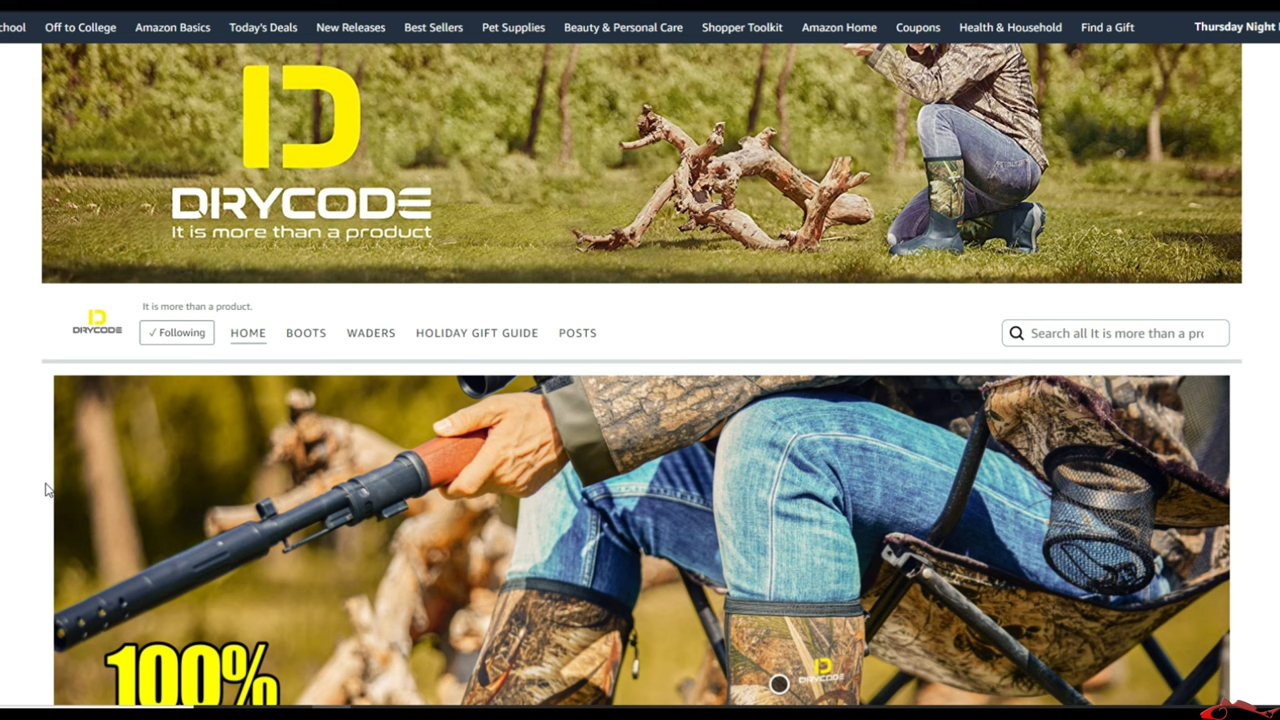 chool Off to College Amazon Basics Today's Deals New Releases Best Sellers Pet Supplies Beauty & Personal Care Shopper Toolkit Amazon Home Coupons Health & Household Find a Gift Thursday Night
DRYCODE
It is more than a product
It is more than a product.
DRYCODE
✓ Following HOME BOOTS WADERS HOLIDAY GIFT GUIDE POSTS Search all It is more than a pro
100%
DRYCODE